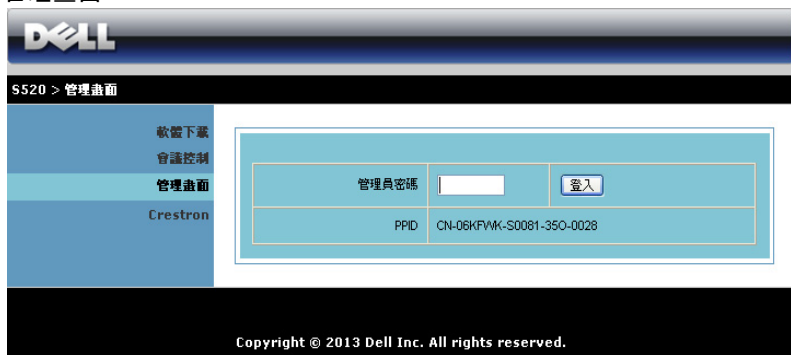 DELL
S520 > 管理畫面
軟體下載
會議控制
管理畫面
Crestron
管理員密碼 登入
PPID CN-06KFWK-S0081-35O-0028
Copyright © 2013 Dell Inc. All rights reserved.